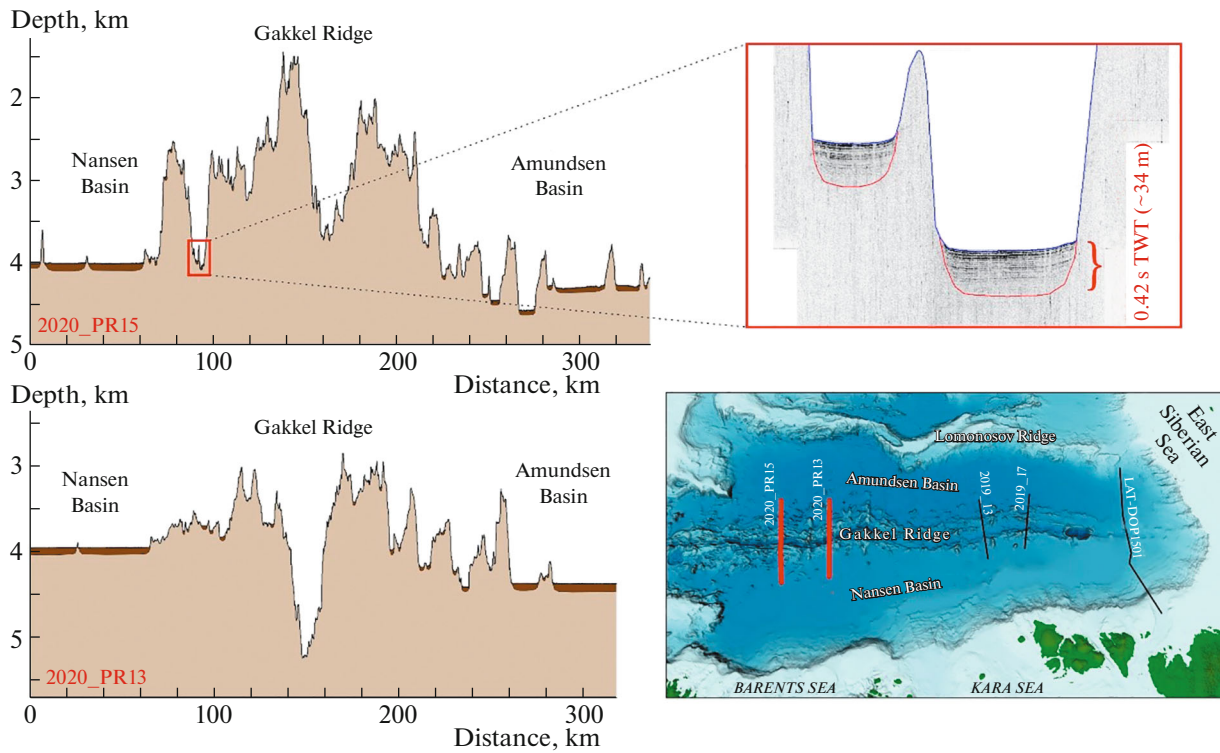 Depth, km
Gakkel Ridge
2
Nansen
Basin
3
Amundsen
Basin
4
2020_PR15
5
0
100
200
300
Distance, km
0.42 s TWT (~34 m)
Depth, km
Gakkel Ridge
3
Nansen
Basin
Amundsen
Basin
4
5
2020_PR13
0
100
200
300
Distance, km
East
Siberian
Sea
Lomonosov Ridge
Amundsen Basin
2020_PR15
2020_PR13
2019_13
2019_17
LAT-DOP1501
Gakkel Ridge
Nansen Basin
BARENTS SEA
KARA SEA